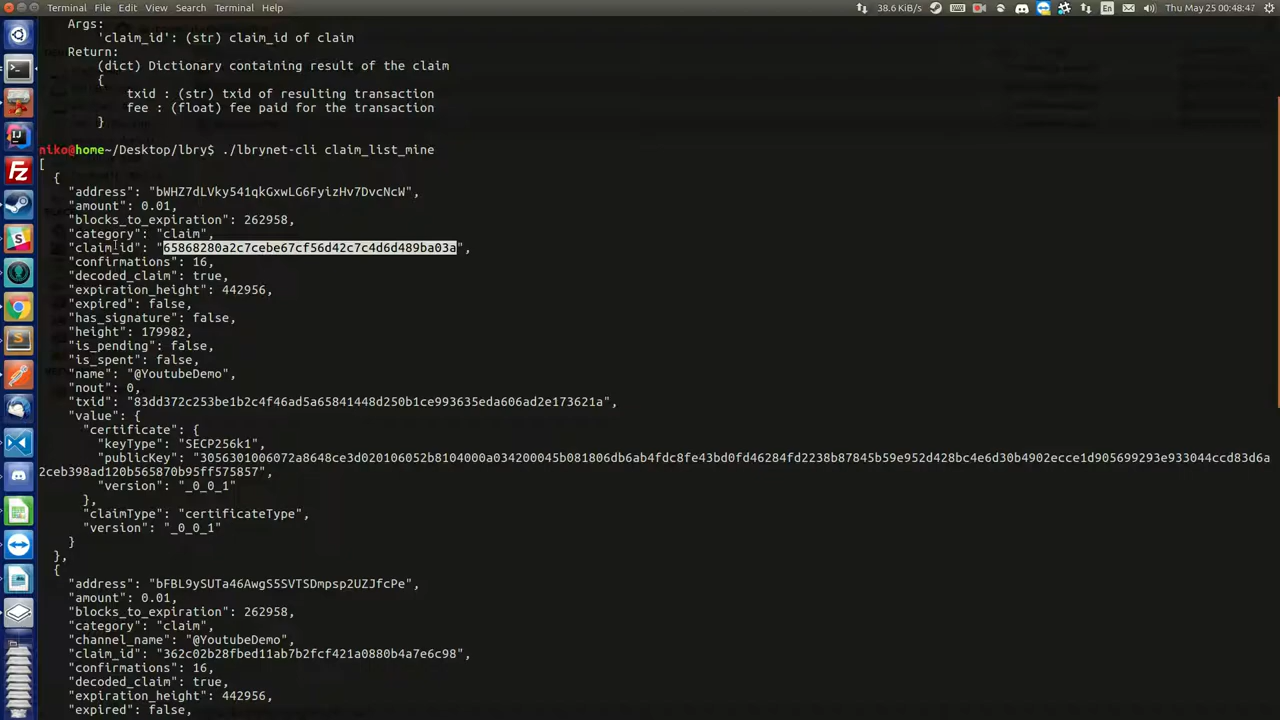 Terminal File Edit View Search Terminal Help 38.6 KiB/s En Thu May 25 00:48:47
Args:
'claim_id': (str) claim_id of claim
Return:
(dict) Dictionary containing result of the claim
{
txid : (str) txid of resulting transaction
fee : (float) fee paid for the transaction
}
niko@home~/Desktop/lbry$ ./lbrynet-cli claim_list_mine
[
{
"address": "bWHZ7dLVky541qkGxwLG6FyizHv7DvcNcW",
"amount": 0.01,
"blocks_to_expiration": 262958,
"category": "claim",
"claim_id": "65868280a2c7cebe67cf56d42c7c4d6d489ba03a",
"confirmations": 16,
"decoded_claim": true,
"expiration_height": 442956,
"expired": false,
"has_signature": false,
"height": 179982,
"is_pending": false,
"is_spent": false,
"name": "@YoutubeDemo",
"nout": 0,
"txid": "83dd372c253be1b2c4f46ad5a65841448d250b1ce993635eda606ad2e173621a",
"value": {
"certificate": {
"keyType": "SECP256k1",
"publicKey": "3056301006072a8648ce3d020106052b8104000a034200045b081806db6ab4fdc8fe43bd0fd46284fd2238b87845b59e952d428bc4e6d30b4902ecce1d905699293e933044ccd83d6a
2ceb398ad120b565870b95ff575857",
"version": "_0_0_1"
},
"claimType": "certificateType",
"version": "_0_0_1"
}
},
{
"address": "bFBL9ySUTa46AwgS5SVTSDmpsp2UZJfcPe",
"amount": 0.01,
"blocks_to_expiration": 262958,
"category": "claim",
"channel_name": "@YoutubeDemo",
"claim_id": "362c02b28fbed11ab7b2fcf421a0880b4a7e6c98",
"confirmations": 16,
"decoded_claim": true,
"expiration_height": 442956,
"expired": false,